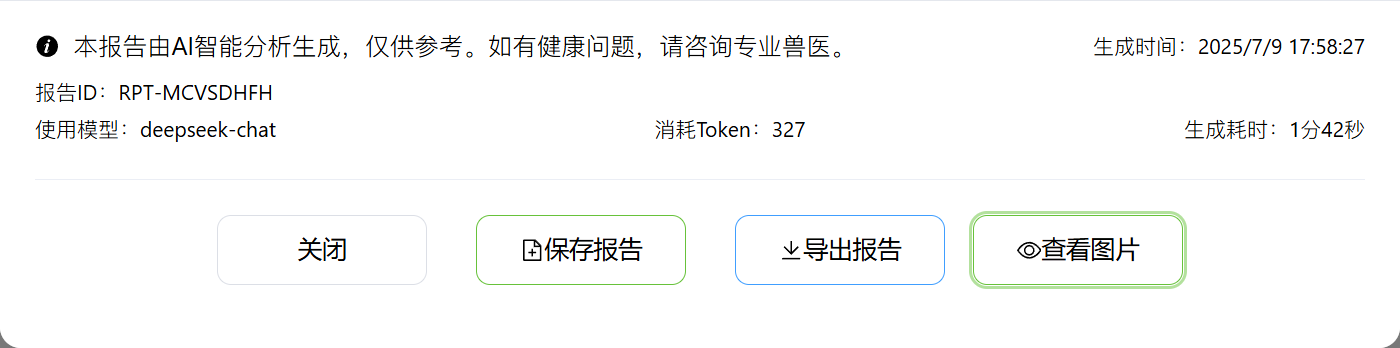 本报告由AI智能分析生成，仅供参考。如有健康问题，请咨询专业兽医。 生成时间：2025/7/9 17:58:27
报告ID：RPT-MCVSDHFH
使用模型：deepseek-chat 消耗Token：327 生成耗时：1分42秒
关闭 保存报告 导出报告 查看图片